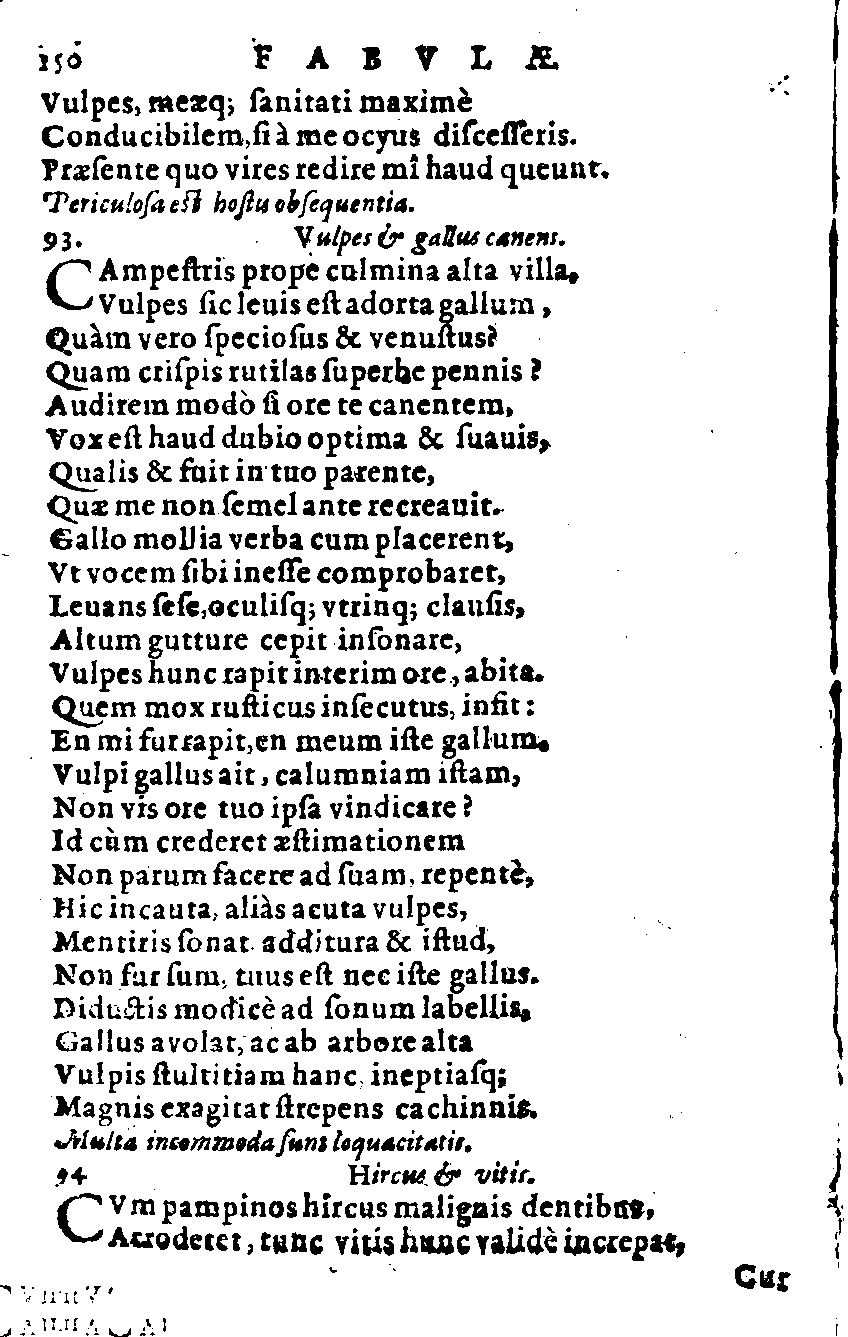 150 FABVLÆ
Vulpes, meæq; ſanitati maximè
Conducibilem, ſi à me ocyus diſceſſeris.
Præſente quo vires redire mî haud queunt.
Periculoſa eſt hoſtis obſequentia.
93. Vulpes & gallus canens.
CAmpeſtris prope culmina alta villæ,
Vulpes ſic leuis eſt adorta gallum,
Quàm vero ſpecioſus & venuſtus?
Quam criſpis rutilas ſuperbe pennis?
Audirem modò ſi ore te canentem,
Vox eſt haud dubio optima & ſuauis,
Qualis & fuit in tuo parente,
Quæ me non ſemel ante recreauit.
Gallo mollia verba cum placerent,
Vt vocem ſibi ineſſe comprobaret,
Leuans ſeſe, oculiſq; vtrinq; clauſis,
Altum gutture cepit inſonare,
Vulpes hunc rapit interim ore, abita.
Quem mox ruſticus inſecutus, infit:
En mi fur rapit, en meum iſte gallum.
Vulpi gallus ait, calumniam iſtam,
Non vis ore tuo ipſa vindicare?
Id cùm crederet æſtimationem
Non parum facere ad ſuam, repentè,
Hic incauta, aliàs acuta vulpes,
Mentiris ſonat additura & iſtud,
Non fur ſum, tuus eſt nec iſte gallus.
Diductis modicè ad ſonum labellis,
Gallus avolat, ac ab arbore alta
Vulpis ſtultitiam hanc, ineptiaſq;
Magnis exagitat ſtrepens cachinnis.
Multa incommoda ſunt loquacitatis.
94 Hircus & vitis.
CVm pampinos hircus malignis dentibus,
Arroderet, tunc vitis hunc validè increpat,
Cur